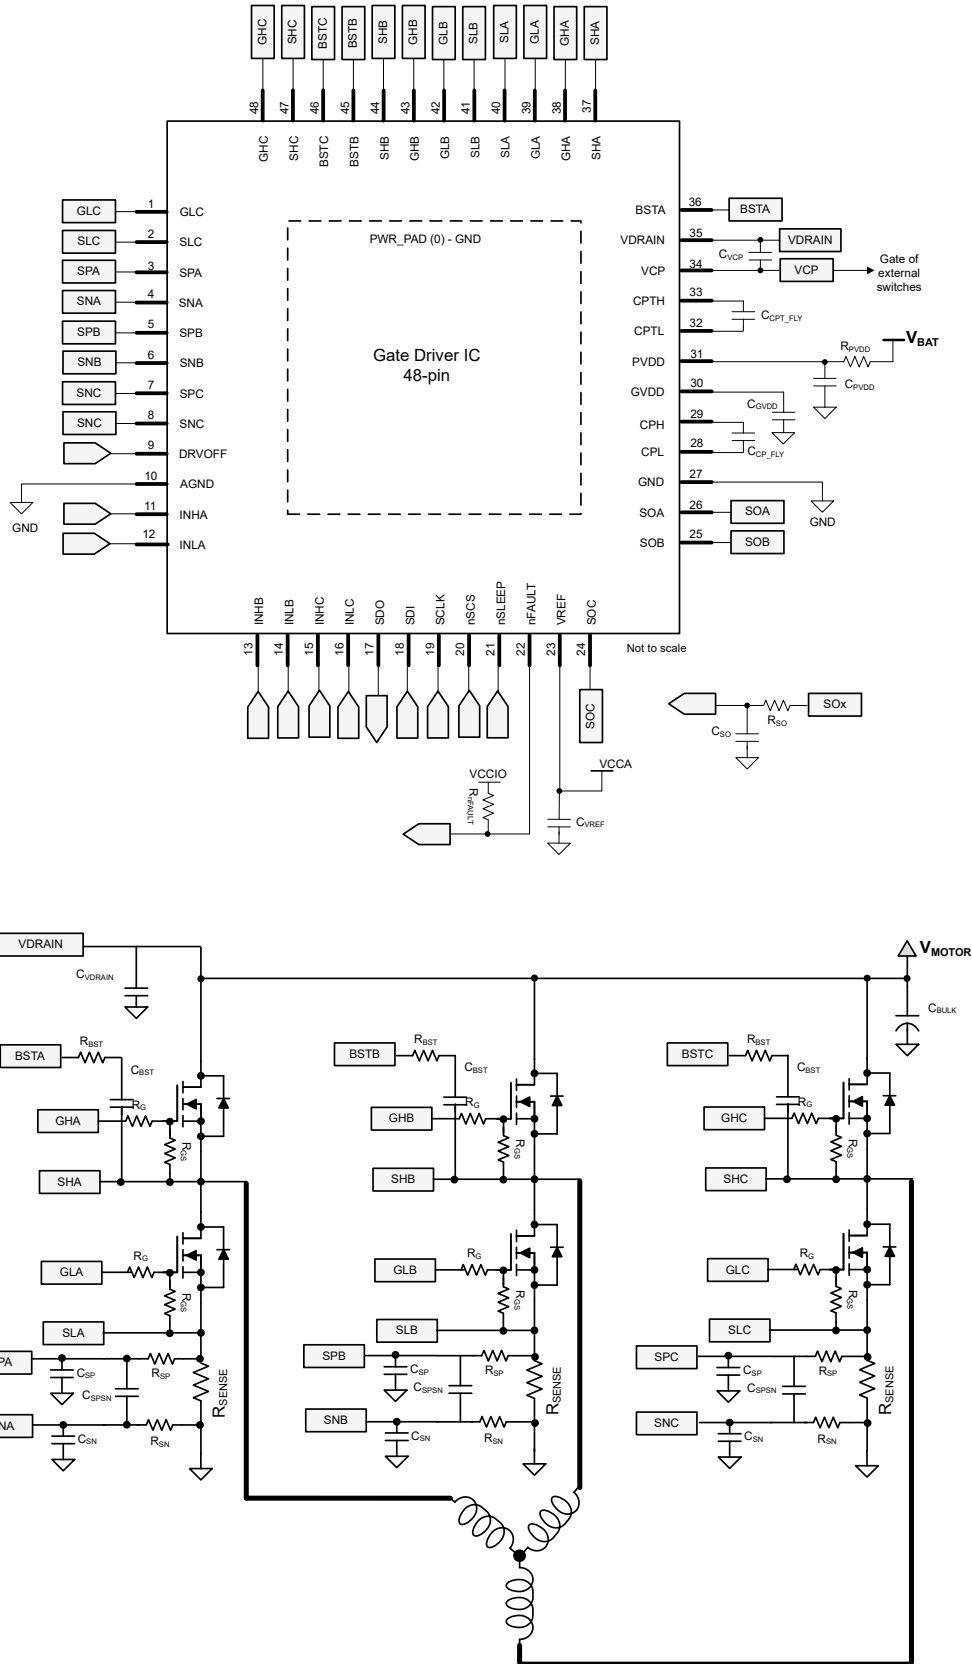 GHC
SHC
BSTC
BSTB
SHB
GHB
GLB
SLB
SLA
GLA
GHA
SHA
48
47
46
45
44
43
42
41
40
39
38
37
GHC
SHC
BSTC
BSTB
SHB
GHB
GLB
SLB
SLA
GLA
GHA
SHA
PWR_PAD (0) - GND
Gate Driver IC
48-pin
GLC 1 GLC
SLC 2 SLC
SPA 3 SPA
SNA 4 SNA
SPB 5 SPB
SNB 6 SNB
SNC 7 SPC
SNC 8 SNC
9 DRVOFF
10 AGND
GND
11 INHA
12 INLA
BSTA 36 BSTA
VDRAIN 35 VDRAIN
CVCP
VCP 34 VCP
Gate of
external
switches
CPTH 33
CCPT_FLY
CPTL 32
PVDD 31
RPVDD
VBAT
CPVDD
GVDD 30
CGVDD
CPH 29
CPL 28
CCP_FLY
GND 27
GND
SOA 26 SOA
SOB 25 SOB
INHB
INLB
INHC
INLC
SDO
SDI
SCLK
nSCS
nSLEEP
nFAULT
VREF
SOC
13
14
15
16
17
18
19
20
21
22
23
24
Not to scale
SOC
SOx
RSO
CSO
VCCIO
RnFAULT
VCCA
CVREF
VDRAIN
CVDRAIN
VMOTOR
CBULK
BSTA
RBST
CBST
GHA
RG
RGS
SHA
GLA
RG
RGS
SLA
PA
CSP
CSPSN
RSP
RSENSE
NA
CSN
RSN
BSTB
RBST
CBST
GHB
RG
RGS
SHB
GLB
RG
RGS
SLB
SPB
CSP
CSPSN
RSP
RSENSE
SNB
CSN
RSN
BSTC
RBST
CBST
GHC
RG
RGS
SHC
GLC
RG
RGS
SLC
SPC
CSP
CSPSN
RSP
RSENSE
SNC
CSN
RSN